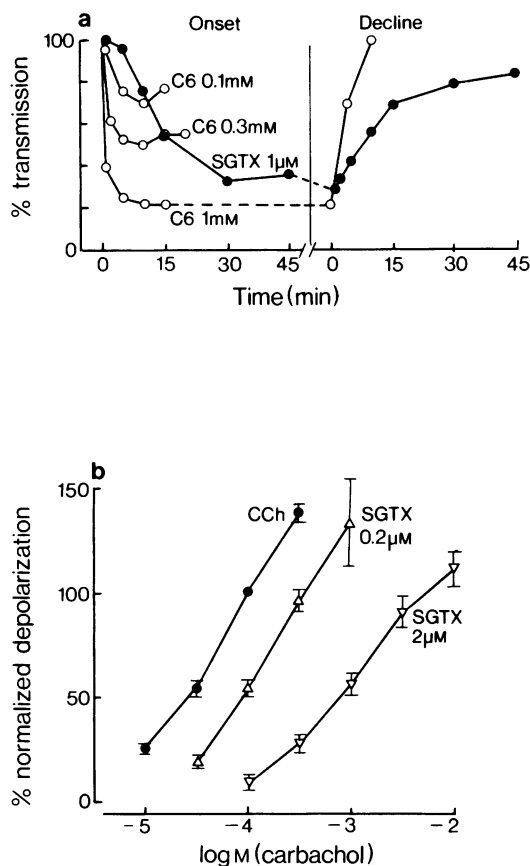 a
Onset
Decline
100
0
% transmission
C6 0.1mM
C6 0.3mM
SGTX 1μM
C6 1mM
0 15 30 45 0 15 30 45
Time (min)
b
150
100
50
0
% normalized depolarization
CCh
SGTX
0.2μM
SGTX
2μM
-5 -4 -3 -2
log M (carbachol)